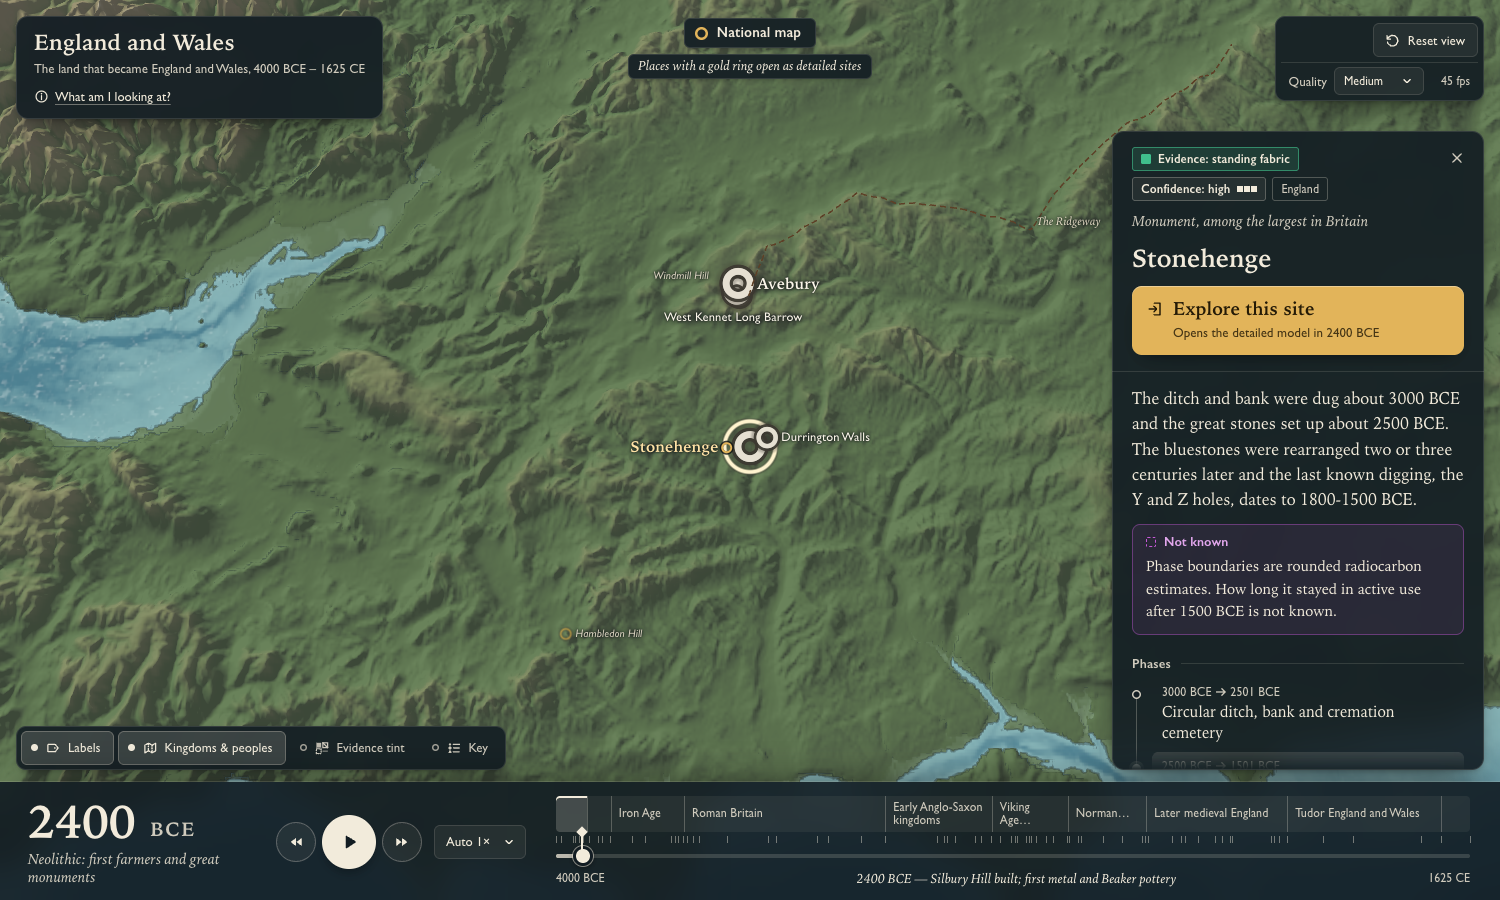 England and Wales
The land that became England and Wales, 4000 BCE – 1625 CE
What am I looking at?
National map
Places with a gold ring open as detailed sites
Reset view
Quality
Medium
45 fps
The Ridgeway
Windmill Hill
Avebury
West Kennet Long Barrow
Stonehenge
Durrington Walls
Hambledon Hill
Evidence: standing fabric
Confidence: high
England
Monument, among the largest in Britain
Stonehenge
Explore this site
Opens the detailed model in 2400 BCE
The ditch and bank were dug about 3000 BCE
and the great stones set up about 2500 BCE.
The bluestones were rearranged two or three
centuries later and the last known digging, the
Y and Z holes, dates to 1800-1500 BCE.
Not known
Phase boundaries are rounded radiocarbon
estimates. How long it stayed in active use
after 1500 BCE is not known.
Phases
3000 BCE → 2501 BCE
Circular ditch, bank and cremation
cemetery
2500 BCE → 1501 BCE
Labels
Kingdoms & peoples
Evidence tint
Key
2400 BCE
Neolithic: first farmers and great
monuments
Auto 1×
Iron Age
Roman Britain
Early Anglo-Saxon
kingdoms
Viking
Age…
Norman…
Later medieval England
Tudor England and Wales
4000 BCE
2400 BCE — Silbury Hill built; first metal and Beaker pottery
1625 CE